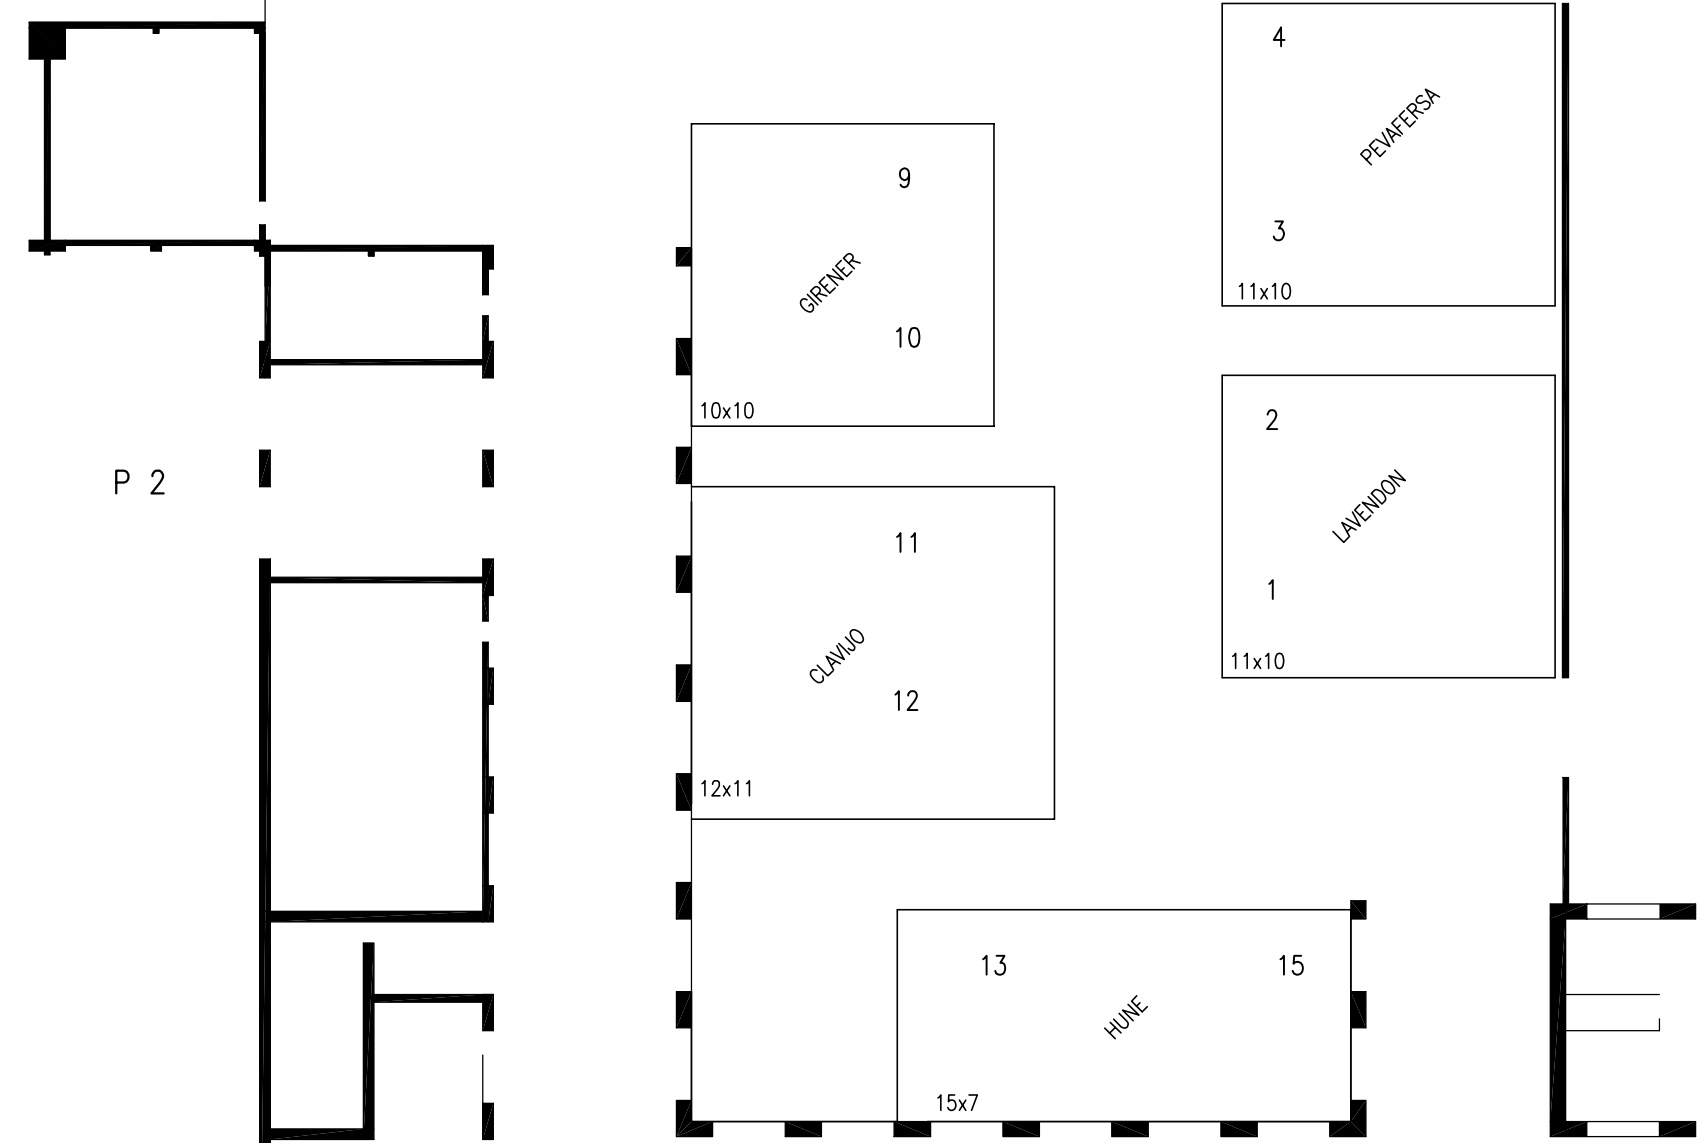 4
PEVAFERSA
3
11x10
9
GIRENER
10
10x10
2
LAVENDON
1
11x10
P 2
11
CLAVIJO
12
12x11
13
15
HUNE
15x7